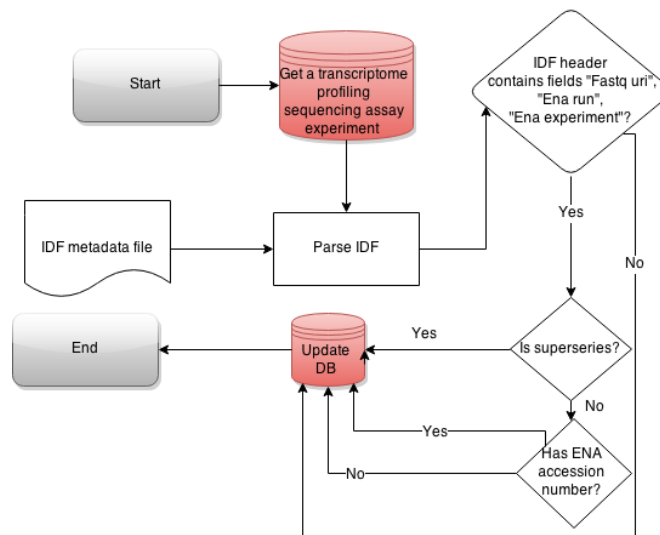 Start
Get a transcriptome
profiling
sequencing assay
experiment
IDF header
contains fields "Fastq uri",
"Ena run",
"Ena experiment"?
IDF metadata file
Parse IDF
Yes
No
End
Update
DB
Yes
Is superseries?
No
Yes
Has ENA
accession
number?
No